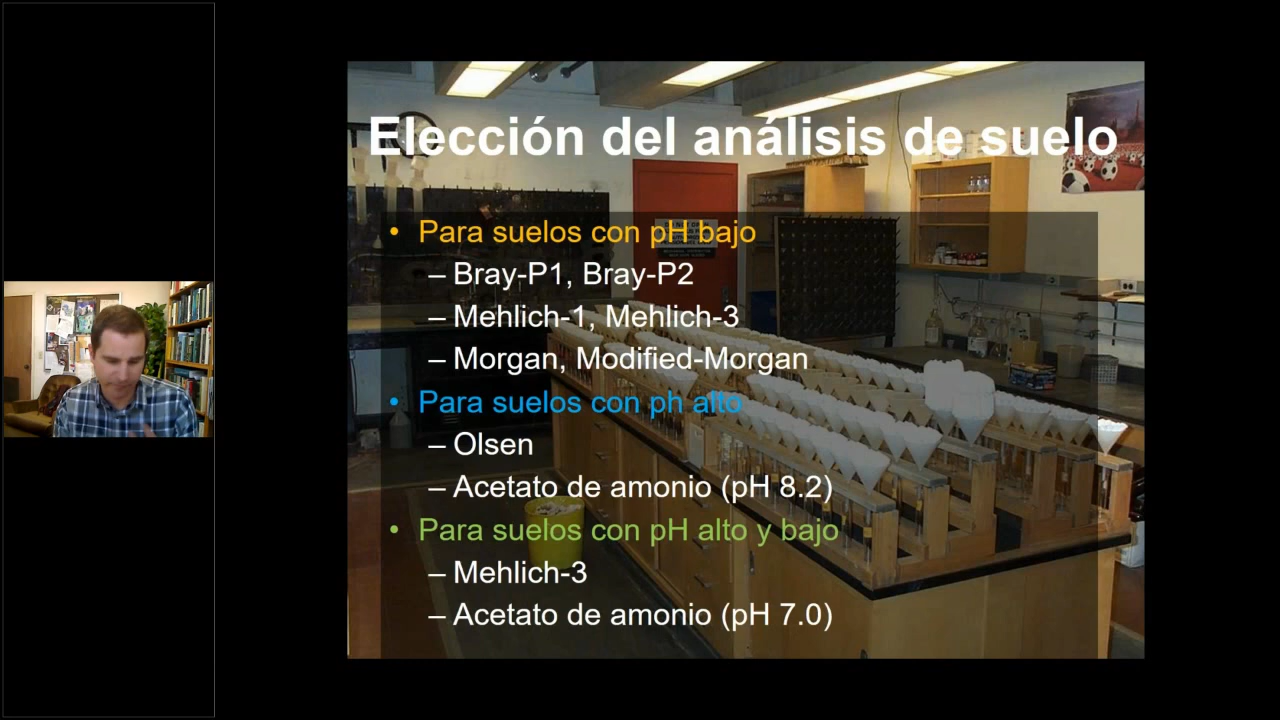 Elección del análisis de suelo
• Para suelos con pH bajo
– Bray-P1, Bray-P2
– Mehlich-1, Mehlich-3
– Morgan, Modified-Morgan
• Para suelos con ph alto
– Olsen
– Acetato de amonio (pH 8.2)
• Para suelos con pH alto y bajo
– Mehlich-3
– Acetato de amonio (pH 7.0)